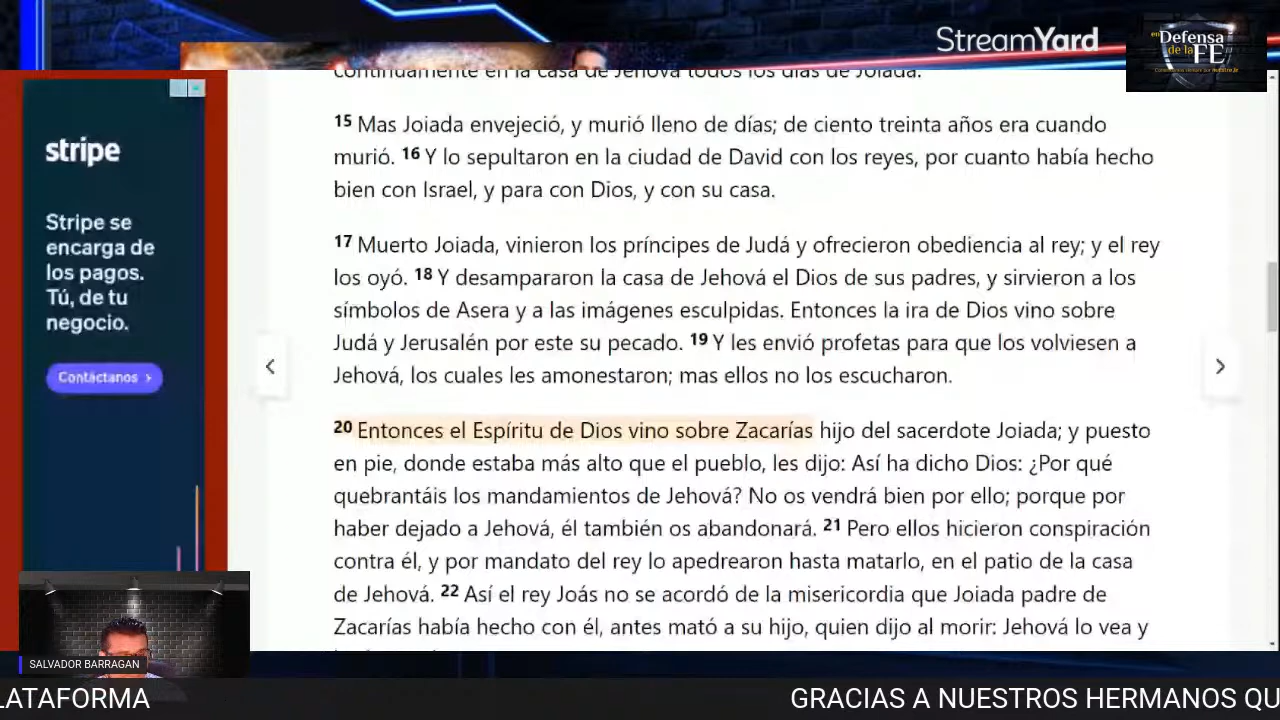 StreamYard
en Defensa
de la FE
continuamente en la casa de Jehová todos los días de Joiada.
15 Mas Joiada envejeció, y murió lleno de días; de ciento treinta años era cuando
murió. 16 Y lo sepultaron en la ciudad de David con los reyes, por cuanto había hecho
bien con Israel, y para con Dios, y con su casa.
17 Muerto Joiada, vinieron los príncipes de Judá y ofrecieron obediencia al rey; y el rey
los oyó. 18 Y desampararon la casa de Jehová el Dios de sus padres, y sirvieron a los
símbolos de Asera y a las imágenes esculpidas. Entonces la ira de Dios vino sobre
Judá y Jerusalén por este su pecado. 19 Y les envió profetas para que los volviesen a
Jehová, los cuales les amonestaron; mas ellos no los escucharon.
20 Entonces el Espíritu de Dios vino sobre Zacarías hijo del sacerdote Joiada; y puesto
en pie, donde estaba más alto que el pueblo, les dijo: Así ha dicho Dios: ¿Por qué
quebrantáis los mandamientos de Jehová? No os vendrá bien por ello; porque por
haber dejado a Jehová, él también os abandonará. 21 Pero ellos hicieron conspiración
contra él, y por mandato del rey lo apedrearon hasta matarlo, en el patio de la casa
de Jehová. 22 Así el rey Joás no se acordó de la misericordia que Joiada padre de
Zacarías había hecho con él, antes mató a su hijo, quien dijo al morir: Jehová lo vea y
stripe
Stripe se
encarga de
los pagos.
Tú, de tu
negocio.
Contáctanos
SALVADOR BARRAGAN
LATAFORMA
GRACIAS A NUESTROS HERMANOS QU